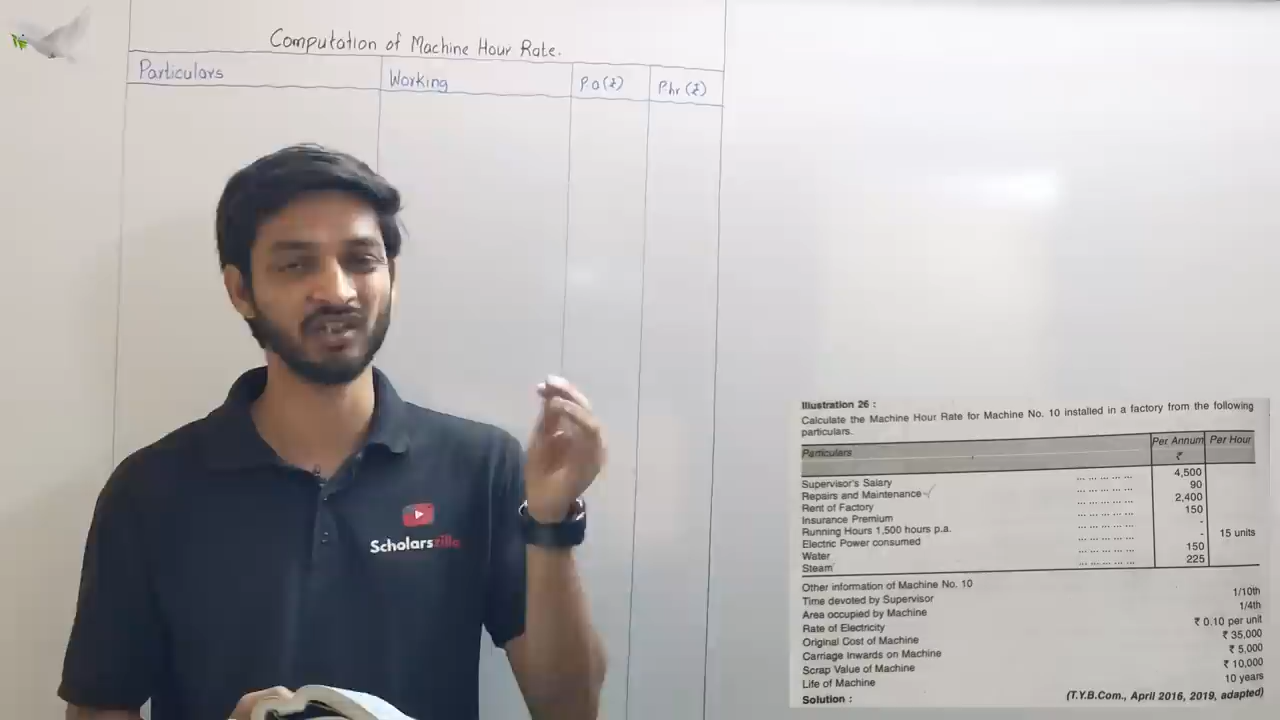 Computation of Machine Hour Rate.
Particulars Working Pa(₹) Phr(₹)
Scholarszilla
Illustration 26 :
Calculate the Machine Hour Rate for Machine No. 10 installed in a factory from the following
particulars.
Particulars Per Annum ₹ Per Hour
Supervisor's Salary ... ... ... ... ... 4,500
Repairs and Maintenance ... ... ... ... ... 90
Rent of Factory ... ... ... ... ... 2,400
Insurance Premium ... ... ... ... ... 150
Running Hours 1,500 hours p.a. -
Electric Power consumed ... ... ... ... ... - 15 units
Water ... ... ... ... ... 150
Steam ... ... ... ... ... 225
Other information of Machine No. 10
Time devoted by Supervisor 1/10th
Area occupied by Machine 1/4th
Rate of Electricity ₹ 0.10 per unit
Original Cost of Machine ₹ 35,000
Carriage Inwards on Machine ₹ 5,000
Scrap Value of Machine ₹ 10,000
Life of Machine 10 years
Solution : (T.Y.B.Com., April 2016, 2019, adapted)